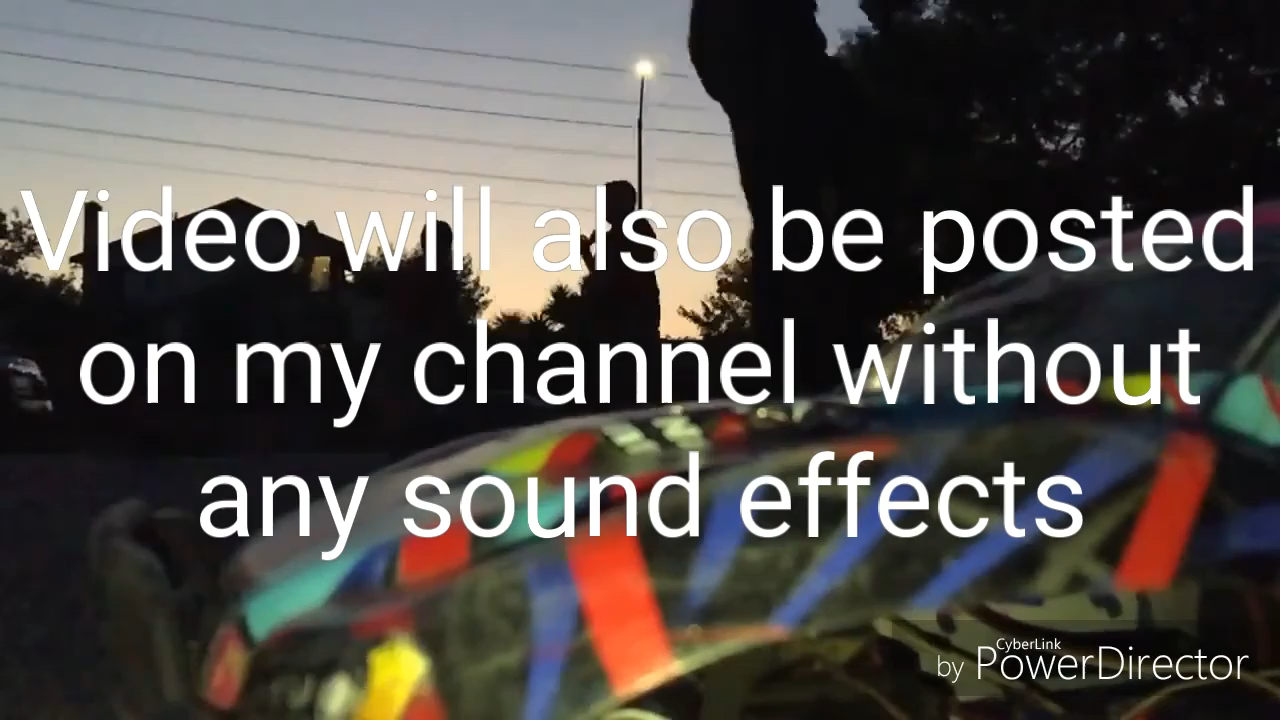 Video will also be posted
on my channel without
any sound effects
CyberLink
by PowerDirector